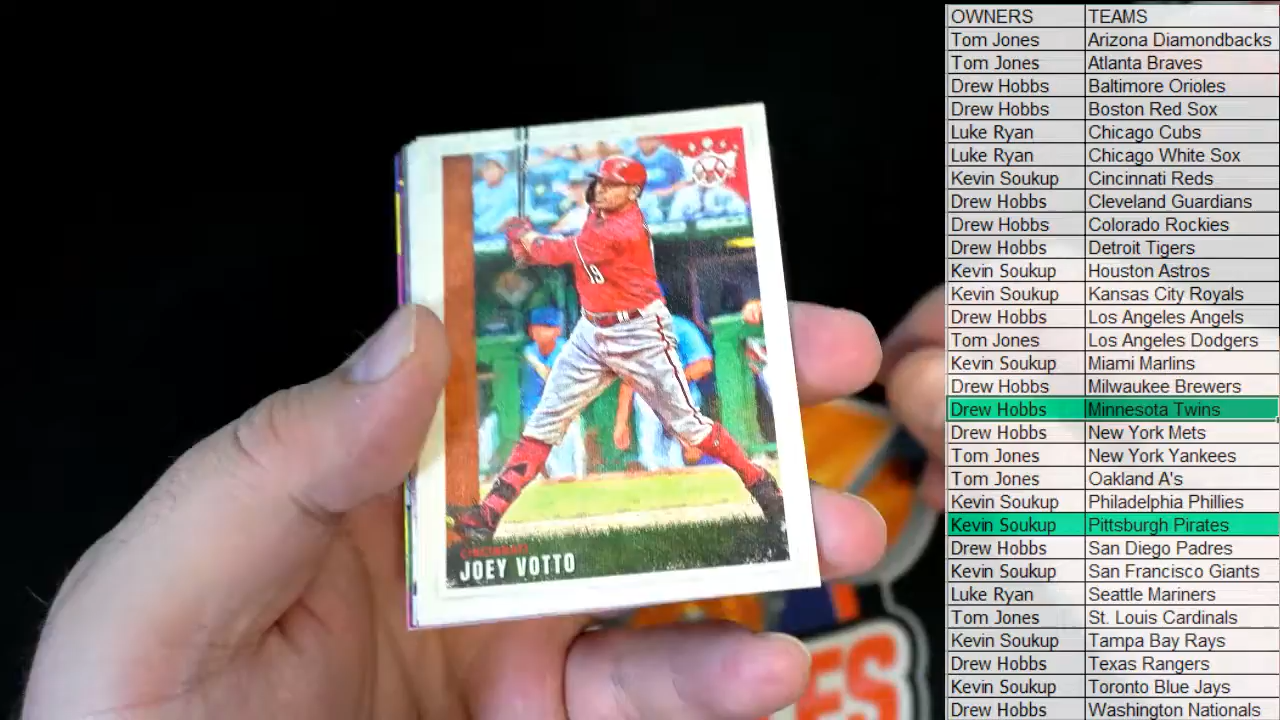 CINCINNATI
JOEY VOTTO
19
ES
OWNERS TEAMS
Tom Jones Arizona Diamondbacks
Tom Jones Atlanta Braves
Drew Hobbs Baltimore Orioles
Drew Hobbs Boston Red Sox
Luke Ryan Chicago Cubs
Luke Ryan Chicago White Sox
Kevin Soukup Cincinnati Reds
Drew Hobbs Cleveland Guardians
Drew Hobbs Colorado Rockies
Drew Hobbs Detroit Tigers
Kevin Soukup Houston Astros
Kevin Soukup Kansas City Royals
Drew Hobbs Los Angeles Angels
Tom Jones Los Angeles Dodgers
Kevin Soukup Miami Marlins
Drew Hobbs Milwaukee Brewers
Drew Hobbs Minnesota Twins
Drew Hobbs New York Mets
Tom Jones New York Yankees
Tom Jones Oakland A's
Kevin Soukup Philadelphia Phillies
Kevin Soukup Pittsburgh Pirates
Drew Hobbs San Diego Padres
Kevin Soukup San Francisco Giants
Luke Ryan Seattle Mariners
Tom Jones St. Louis Cardinals
Kevin Soukup Tampa Bay Rays
Drew Hobbs Texas Rangers
Kevin Soukup Toronto Blue Jays
Drew Hobbs Washington Nationals